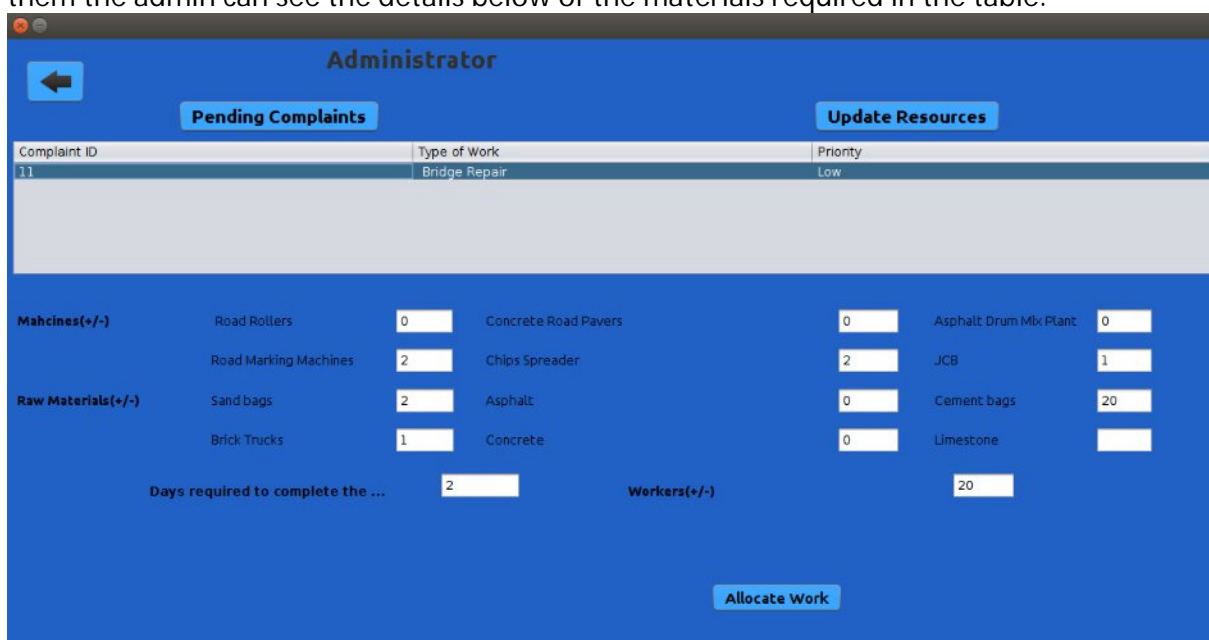 them the admin can see the details below of the materials required in the table.
Administrator
Pending Complaints Update Resources
Complaint ID Type of Work Priority
11 Bridge Repair Low
Mahcines(+/-) Road Rollers 0 Concrete Road Pavers 0 Asphalt Drum Mix Plant 0
Road Marking Machines 2 Chips Spreader 2 JCB 1
Raw Materials(+/-) Sand bags 2 Asphalt 0 Cement bags 20
Brick Trucks 1 Concrete 0 Limestone
Days required to complete the ... 2 Workers(+/-) 20
Allocate Work